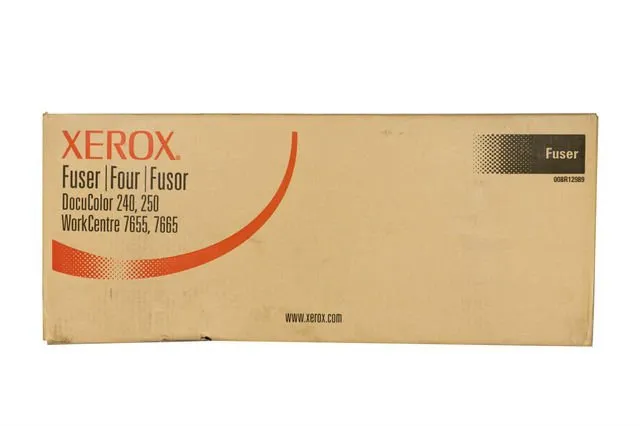 XEROX.
Fuser | Four | Fusor
DocuColor 240, 250
WorkCentre 7655, 7665
Fuser
008R12989
www.xerox.com